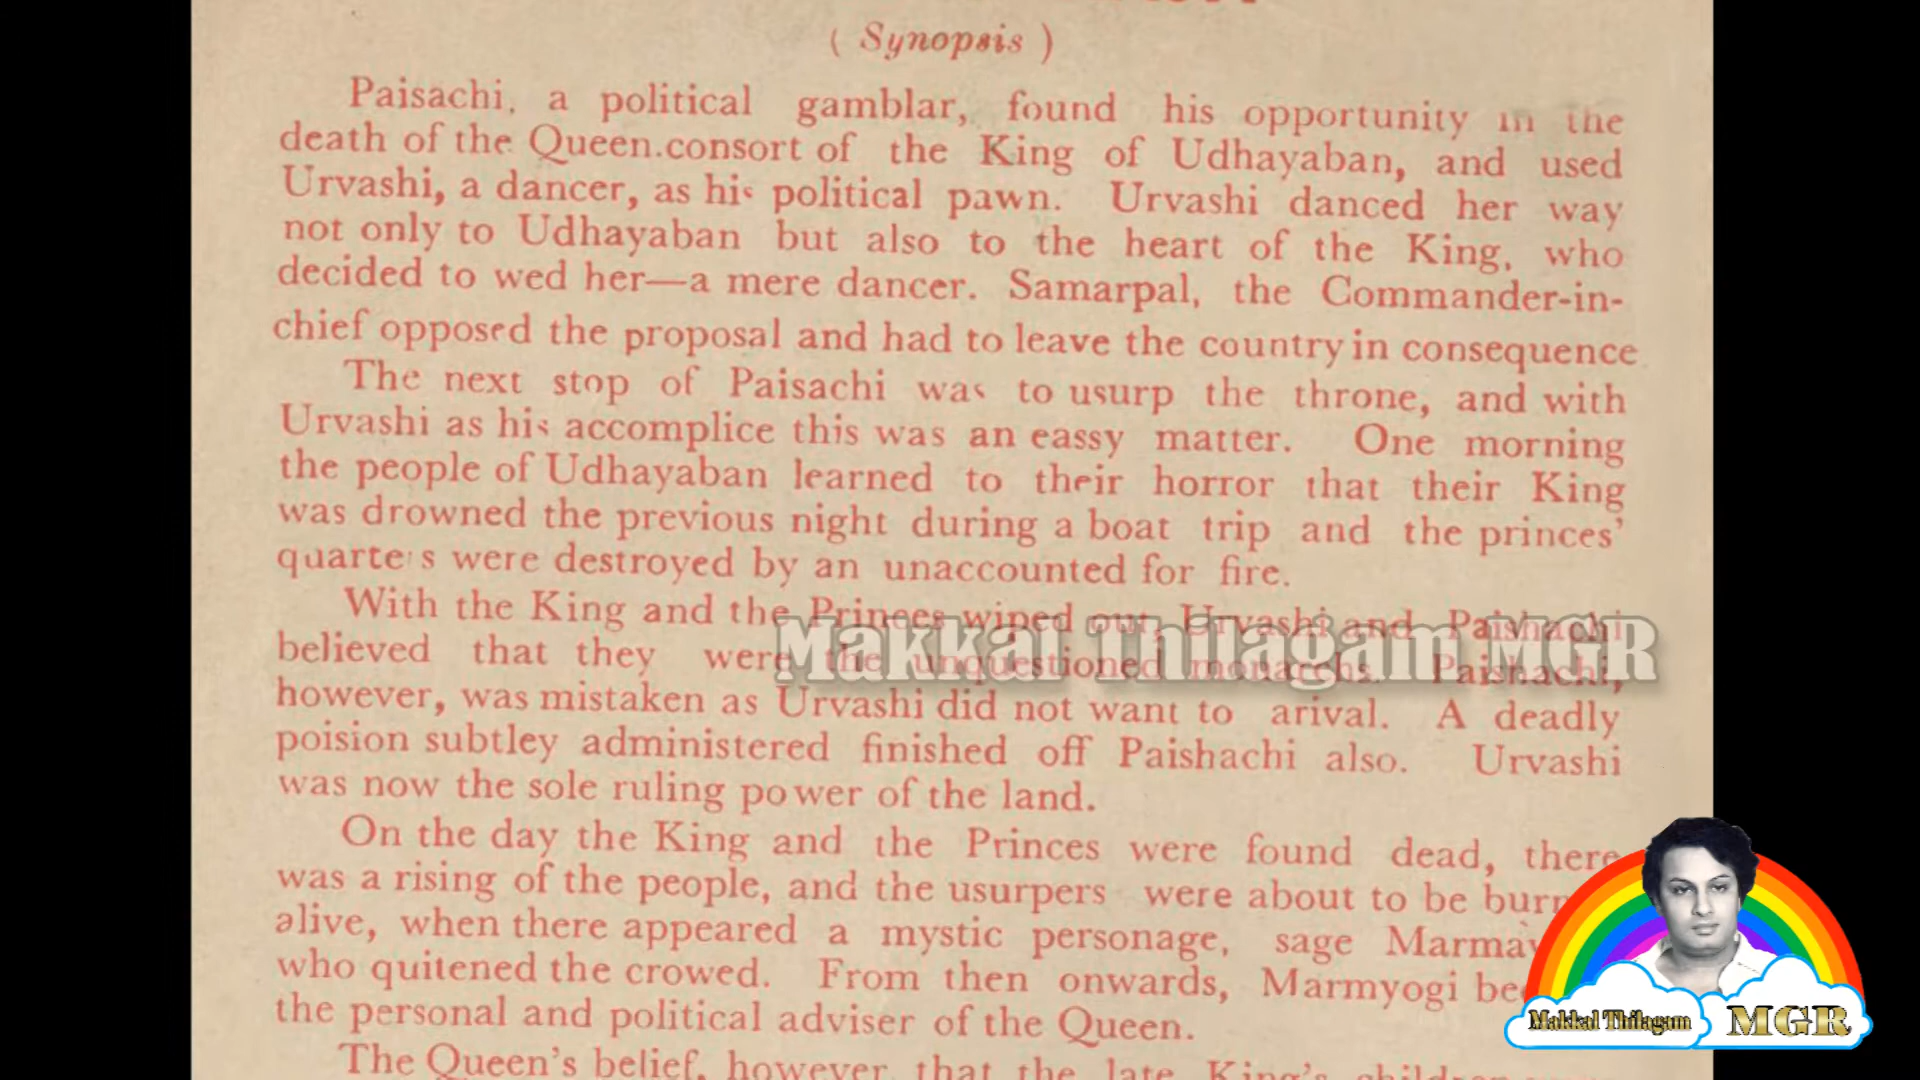 ( Synopsis )
Paisachi, a political gamblar, found his opportunity in the
death of the Queen.consort of the King of Udhayaban, and used
Urvashi, a dancer, as his political pawn. Urvashi danced her way
not only to Udhayaban but also to the heart of the King, who
decided to wed her—a mere dancer. Samarpal, the Commander-in-
chief opposed the proposal and had to leave the country in consequence
The next stop of Paisachi was to usurp the throne, and with
Urvashi as his accomplice this was an eassy matter. One morning
the people of Udhayaban learned to their horror that their King
was drowned the previous night during a boat trip and the princes'
quarters were destroyed by an unaccounted for fire.
With the King and the Princes wiped out, Urvashi and Paishachi
believed that they were the unquestioned monarchs. Paishachi,
however, was mistaken as Urvashi did not want to arival. A deadly
poision subtley administered finished off Paishachi also. Urvashi
was now the sole ruling power of the land.
On the day the King and the Princes were found dead, there
was a rising of the people, and the usurpers were about to be
alive, when there appeared a mystic personage, sage
who quitened the crowed. From then onwards, Marmyogi
the personal and political adviser of the Queen.
The Queen's belief, however that the late King's
Makkal Thilagam MGR
Makkal Thilagam MGR